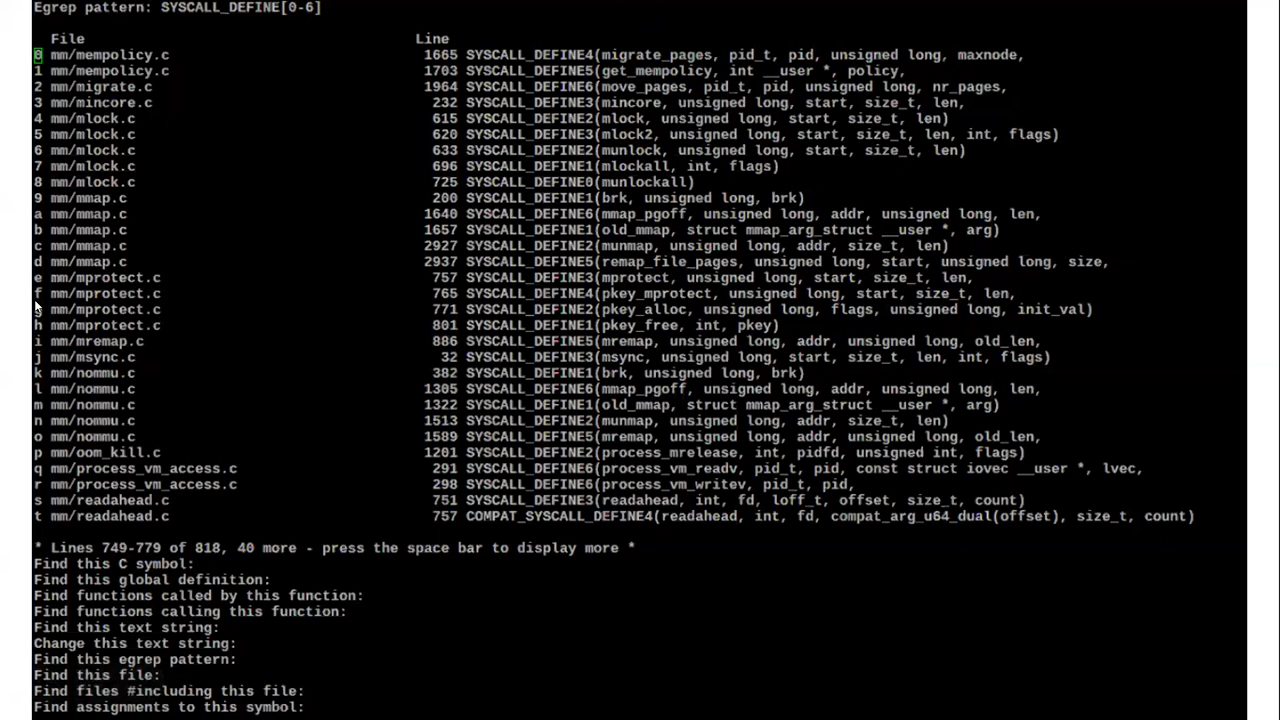 Egrep pattern: SYSCALL_DEFINE[0-6]
File Line
0 mm/mempolicy.c 1665 SYSCALL_DEFINE4(migrate_pages, pid_t, pid, unsigned long, maxnode,
1 mm/mempolicy.c 1703 SYSCALL_DEFINE5(get_mempolicy, int __user *, policy,
2 mm/migrate.c 1964 SYSCALL_DEFINE6(move_pages, pid_t, pid, unsigned long, nr_pages,
3 mm/mincore.c 232 SYSCALL_DEFINE3(mincore, unsigned long, start, size_t, len,
4 mm/mlock.c 615 SYSCALL_DEFINE2(mlock, unsigned long, start, size_t, len)
5 mm/mlock.c 620 SYSCALL_DEFINE3(mlock2, unsigned long, start, size_t, len, int, flags)
6 mm/mlock.c 633 SYSCALL_DEFINE2(munlock, unsigned long, start, size_t, len)
7 mm/mlock.c 696 SYSCALL_DEFINE1(mlockall, int, flags)
8 mm/mlock.c 725 SYSCALL_DEFINE0(munlockall)
9 mm/mmap.c 200 SYSCALL_DEFINE1(brk, unsigned long, brk)
a mm/mmap.c 1640 SYSCALL_DEFINE6(mmap_pgoff, unsigned long, addr, unsigned long, len,
b mm/mmap.c 1657 SYSCALL_DEFINE1(old_mmap, struct mmap_arg_struct __user *, arg)
c mm/mmap.c 2927 SYSCALL_DEFINE2(munmap, unsigned long, addr, size_t, len)
d mm/mmap.c 2937 SYSCALL_DEFINE5(remap_file_pages, unsigned long, start, unsigned long, size,
e mm/mprotect.c 757 SYSCALL_DEFINE3(mprotect, unsigned long, start, size_t, len,
f mm/mprotect.c 765 SYSCALL_DEFINE4(pkey_mprotect, unsigned long, start, size_t, len,
g mm/mprotect.c 771 SYSCALL_DEFINE2(pkey_alloc, unsigned long, flags, unsigned long, init_val)
h mm/mprotect.c 801 SYSCALL_DEFINE1(pkey_free, int, pkey)
i mm/mremap.c 886 SYSCALL_DEFINE5(mremap, unsigned long, addr, unsigned long, old_len,
j mm/msync.c 32 SYSCALL_DEFINE3(msync, unsigned long, start, size_t, len, int, flags)
k mm/nommu.c 382 SYSCALL_DEFINE1(brk, unsigned long, brk)
l mm/nommu.c 1305 SYSCALL_DEFINE6(mmap_pgoff, unsigned long, addr, unsigned long, len,
m mm/nommu.c 1322 SYSCALL_DEFINE1(old_mmap, struct mmap_arg_struct __user *, arg)
n mm/nommu.c 1513 SYSCALL_DEFINE2(munmap, unsigned long, addr, size_t, len)
o mm/nommu.c 1589 SYSCALL_DEFINE5(mremap, unsigned long, addr, unsigned long, old_len,
p mm/oom_kill.c 1201 SYSCALL_DEFINE2(process_mrelease, int, pidfd, unsigned int, flags)
q mm/process_vm_access.c 291 SYSCALL_DEFINE6(process_vm_readv, pid_t, pid, const struct iovec __user *, lvec,
r mm/process_vm_access.c 298 SYSCALL_DEFINE6(process_vm_writev, pid_t, pid,
s mm/readahead.c 751 SYSCALL_DEFINE3(readahead, int, fd, loff_t, offset, size_t, count)
t mm/readahead.c 757 COMPAT_SYSCALL_DEFINE4(readahead, int, fd, compat_arg_u64_dual(offset), size_t, count)
* Lines 749-779 of 818, 40 more - press the space bar to display more *
Find this C symbol:
Find this global definition:
Find functions called by this function:
Find functions calling this function:
Find this text string:
Change this text string:
Find this egrep pattern:
Find this file:
Find files #including this file:
Find assignments to this symbol: